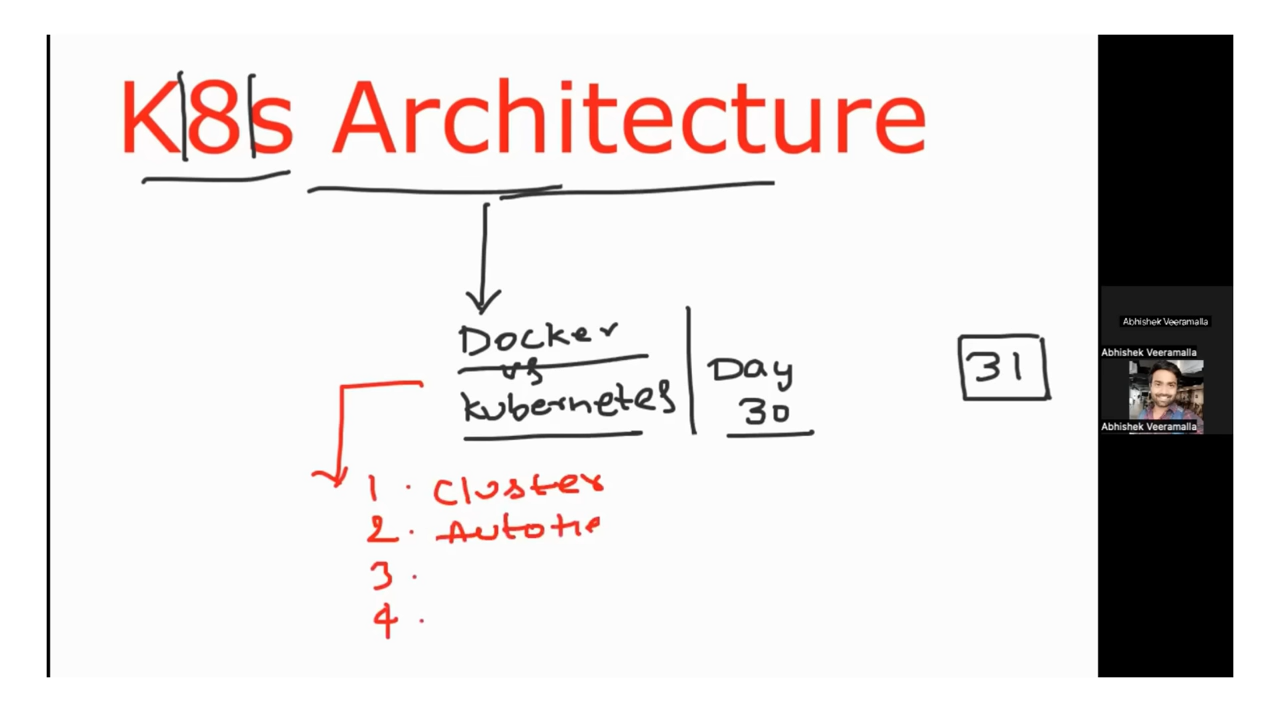 K8s Architecture
Docker
vs
kubernetes
Day
30
31
1. Cluster
2.
3.
4.
Abhishek Veeramalla
Abhishek Veeramalla
Abhishek Veeramalla